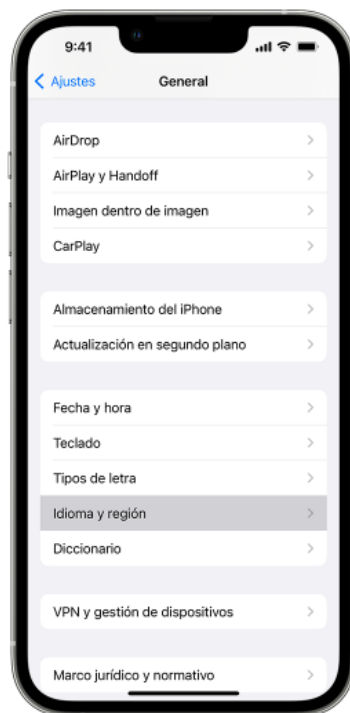 9:41
Ajustes General
AirDrop
AirPlay y Handoff
Imagen dentro de imagen
CarPlay
Almacenamiento del iPhone
Actualización en segundo plano
Fecha y hora
Teclado
Tipos de letra
Idioma y región
Diccionario
VPN y gestión de dispositivos
Marco jurídico y normativo